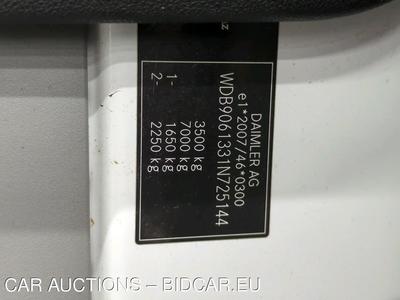 DAIMLER AG
e1*2007/46*0300
WDB9061331N725144
3500 kg
7000 kg
1- 1650 kg
2- 2250 kg
CAR AUCTIONS - BIDCAR.EU